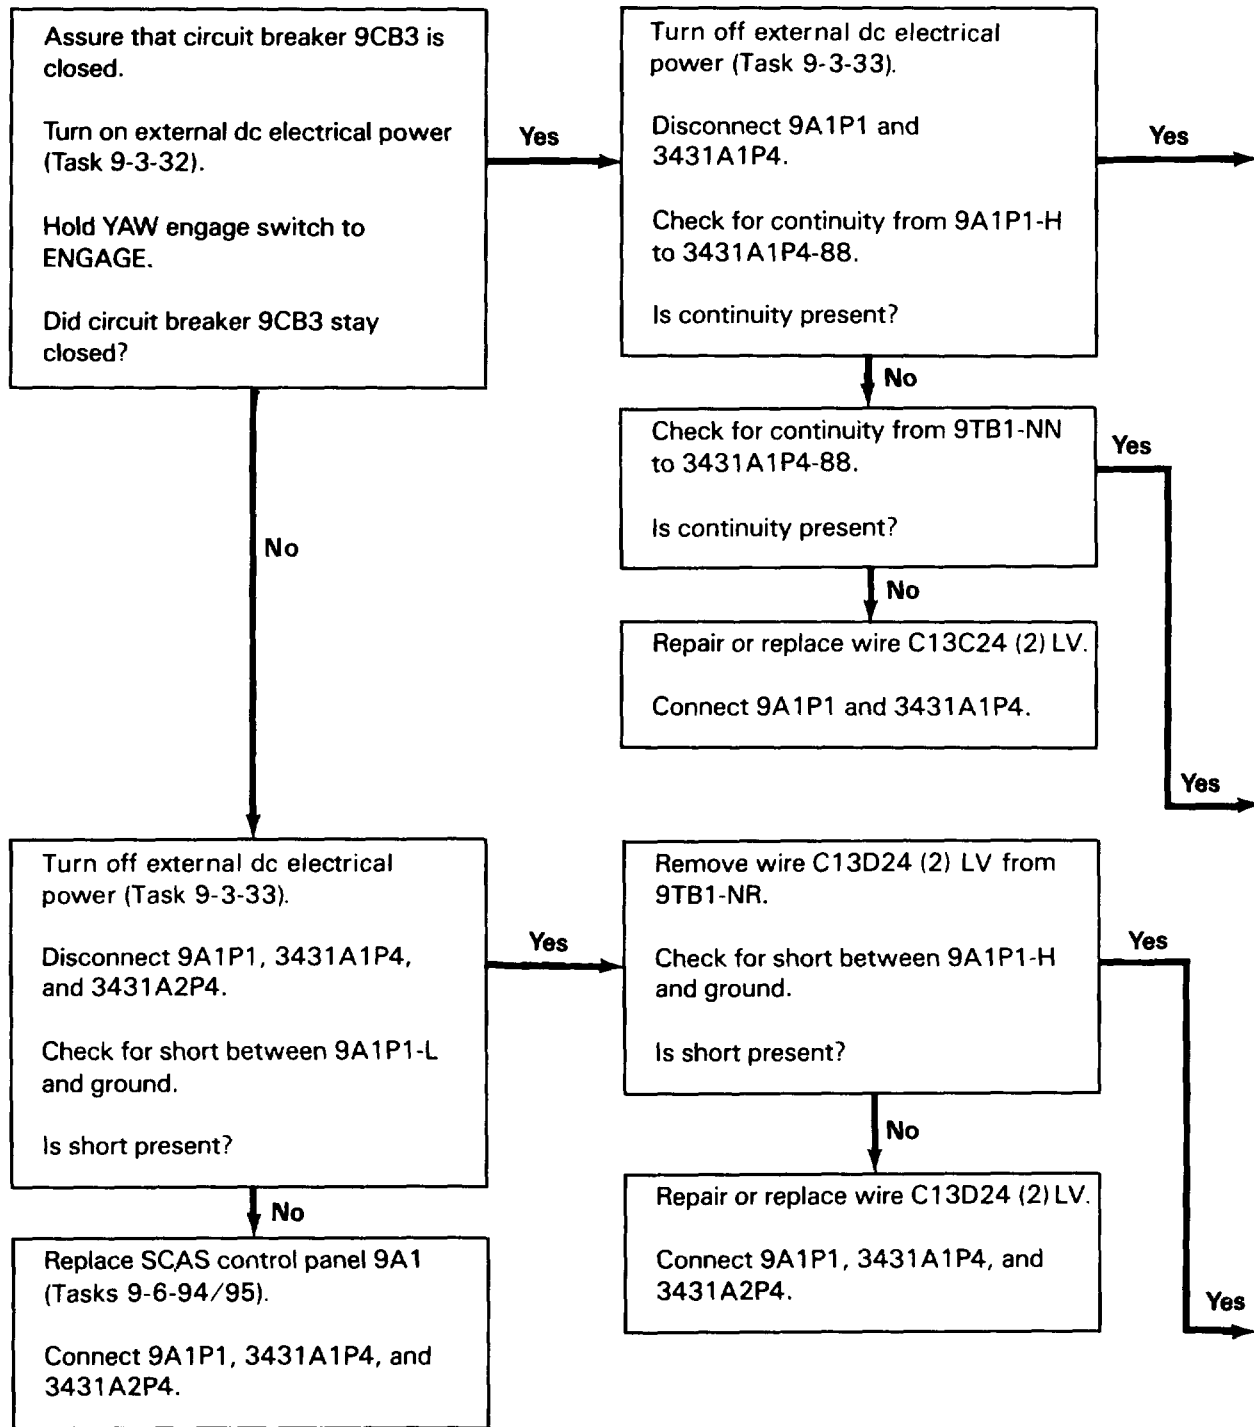 Assure that circuit breaker 9CB3 is
closed.
Turn on external dc electrical power
(Task 9-3-32).
Hold YAW engage switch to
ENGAGE.
Did circuit breaker 9CB3 stay
closed?
Yes
Turn off external dc electrical
power (Task 9-3-33).
Disconnect 9A1P1 and
3431A1P4.
Check for continuity from 9A1P1-H
to 3431A1P4-88.
Is continuity present?
Yes
No
Check for continuity from 9TB1-NN
to 3431A1P4-88.
Is continuity present?
Yes
No
No
Repair or replace wire C13C24 (2) LV.
Connect 9A1P1 and 3431A1P4.
Yes
Turn off external dc electrical
power (Task 9-3-33).
Disconnect 9A1P1, 3431A1P4,
and 3431A2P4.
Check for short between 9A1P1-L
and ground.
Is short present?
Yes
Remove wire C13D24 (2) LV from
9TB1-NR.
Check for short between 9A1P1-H
and ground.
Is short present?
Yes
No
No
Replace SCAS control panel 9A1
(Tasks 9-6-94/95).
Connect 9A1P1, 3431A1P4, and
3431A2P4.
Repair or replace wire C13D24 (2) LV.
Connect 9A1P1, 3431A1P4, and
3431A2P4.
Yes